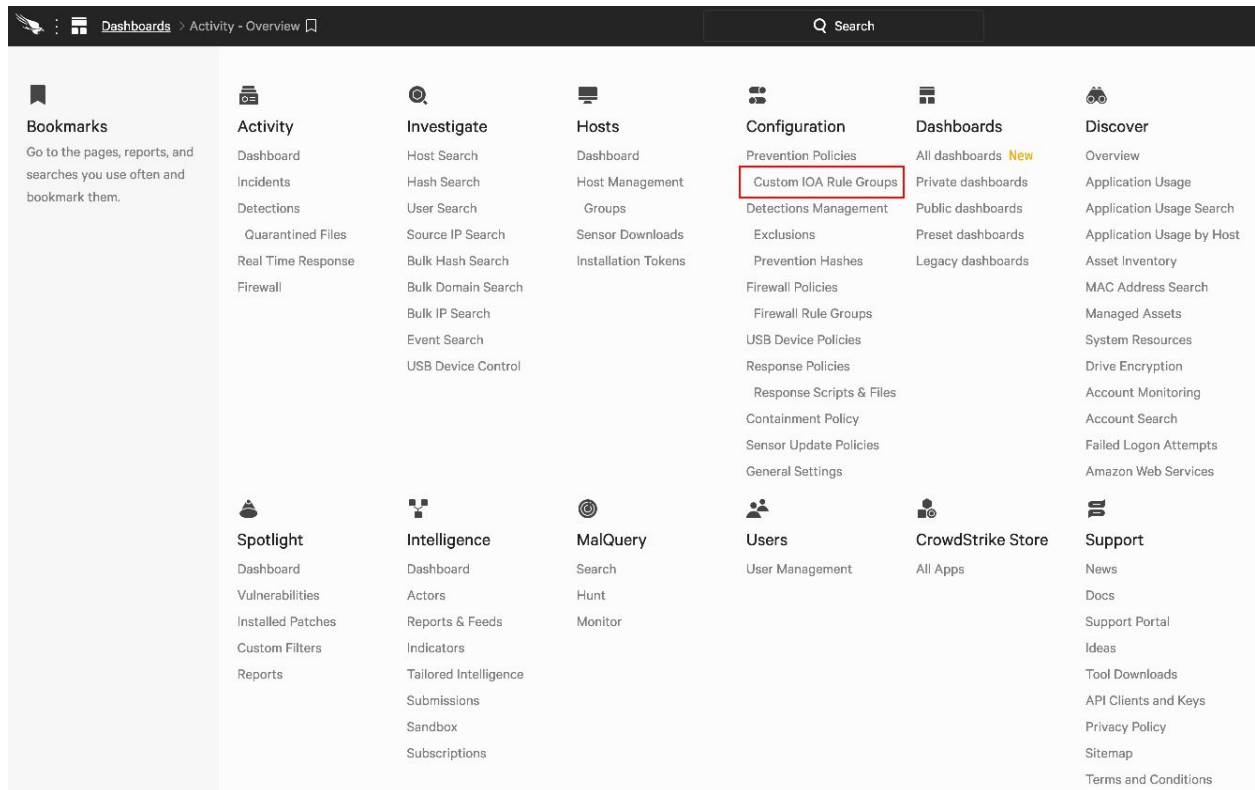 Dashboards > Activity - Overview
Search
Bookmarks
Go to the pages, reports, and
searches you use often and
bookmark them.
Activity
Dashboard
Incidents
Detections
Quarantined Files
Real Time Response
Firewall
Investigate
Host Search
Hash Search
User Search
Source IP Search
Bulk Hash Search
Bulk Domain Search
Bulk IP Search
Event Search
USB Device Control
Hosts
Dashboard
Host Management
Groups
Sensor Downloads
Installation Tokens
Configuration
Prevention Policies
Custom IOA Rule Groups
Detections Management
Exclusions
Prevention Hashes
Firewall Policies
Firewall Rule Groups
USB Device Policies
Response Policies
Response Scripts & Files
Containment Policy
Sensor Update Policies
General Settings
Dashboards
All dashboards New
Private dashboards
Public dashboards
Preset dashboards
Legacy dashboards
Discover
Overview
Application Usage
Application Usage Search
Application Usage by Host
Asset Inventory
MAC Address Search
Managed Assets
System Resources
Drive Encryption
Account Monitoring
Account Search
Failed Logon Attempts
Amazon Web Services
Spotlight
Dashboard
Vulnerabilities
Installed Patches
Custom Filters
Reports
Intelligence
Dashboard
Actors
Reports & Feeds
Indicators
Tailored Intelligence
Submissions
Sandbox
Subscriptions
MalQuery
Search
Hunt
Monitor
Users
User Management
CrowdStrike Store
All Apps
Support
News
Docs
Support Portal
Ideas
Tool Downloads
API Clients and Keys
Privacy Policy
Sitemap
Terms and Conditions